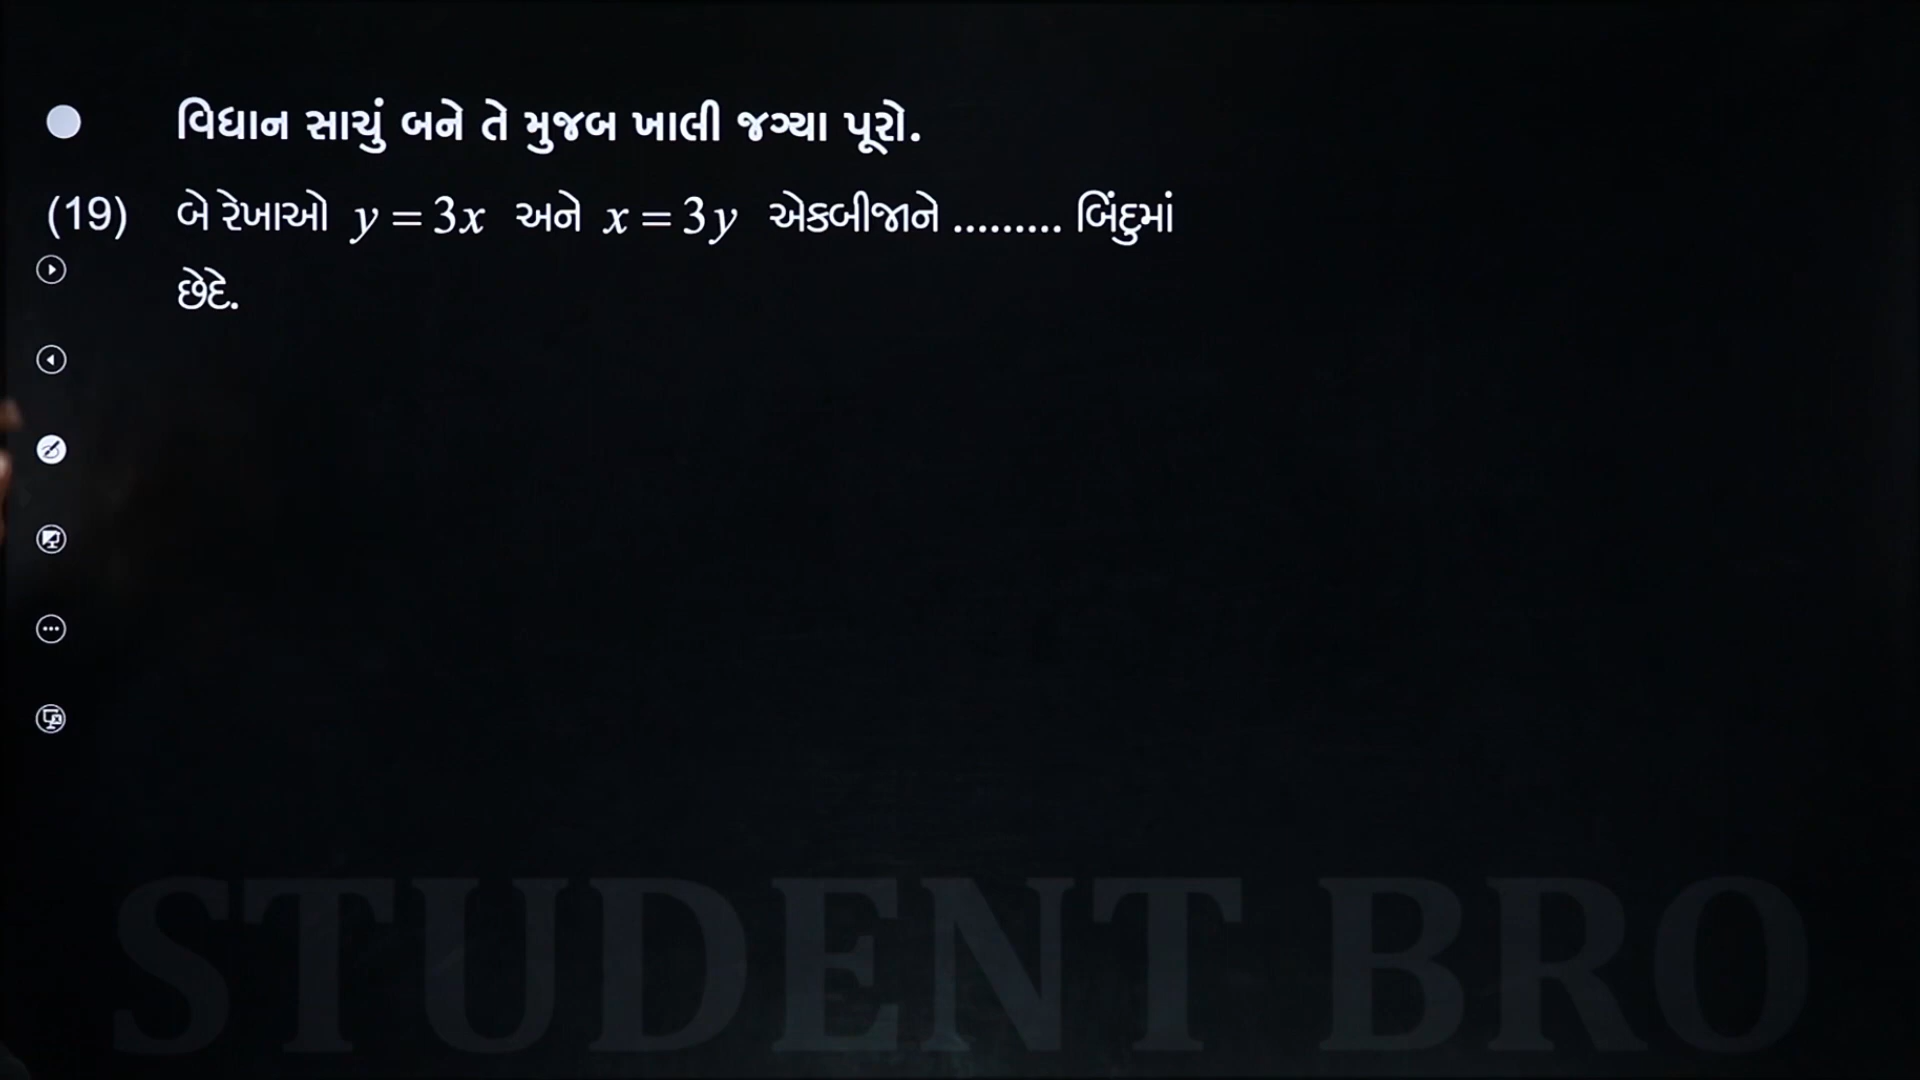 વિધાન સાચું બને તે મુજબ ખાલી જગ્યા પૂરો.
(19) બે રેખાઓ y = 3x અને x = 3y એકબીજાને ......... બિંદુમાં
છેદે.
STUDENT BRO